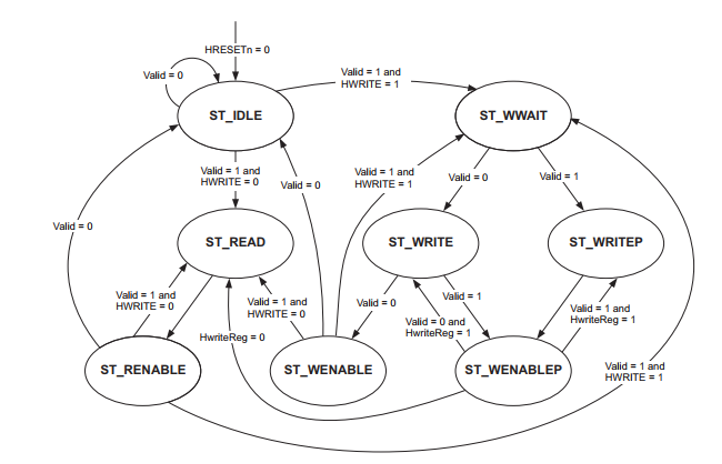 HRESETn = 0
Valid = 0
Valid = 1 and
HWRITE = 1
ST_IDLE
ST_WWAIT
Valid = 1 and
HWRITE = 0
Valid = 0
Valid = 1 and
HWRITE = 1
Valid = 0
Valid = 1
Valid = 0
ST_READ
ST_WRITE
ST_WRITEP
Valid = 1 and
HWRITE = 0
Valid = 1 and
HWRITE = 0
Valid = 0
Valid = 1
Valid = 0 and
HwriteReg = 1
Valid = 1 and
HwriteReg = 1
HwriteReg = 0
ST_RENABLE
ST_WENABLE
ST_WENABLEP
Valid = 1 and
HWRITE = 1